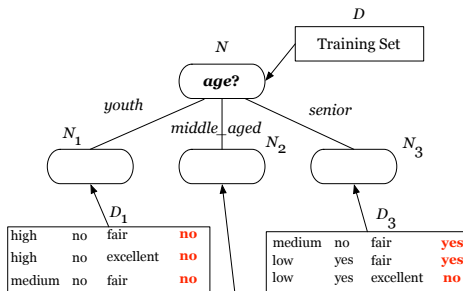 D
Training Set
N
age?
youth
middle_aged
senior
N1
N2
N3
D1
high no fair no
high no excellent no
medium no fair no
D3
medium no fair yes
low yes fair yes
low yes excellent no